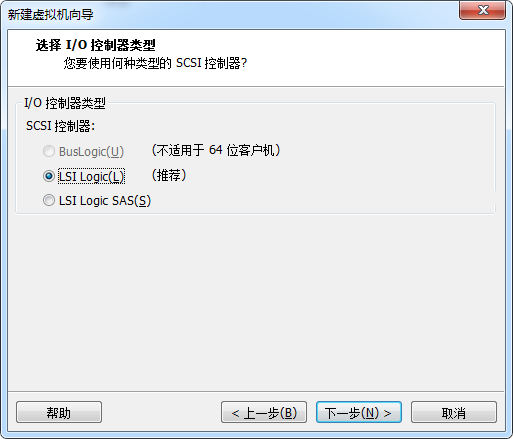 新建虚拟机向导
选择 I/O 控制器类型
您要使用何种类型的 SCSI 控制器?
I/O 控制器类型
SCSI 控制器:
BusLogic(U) (不适用于 64 位客户机)
LSI Logic(L) (推荐)
LSI Logic SAS(S)
帮助 < 上一步(B) 下一步(N) > 取消